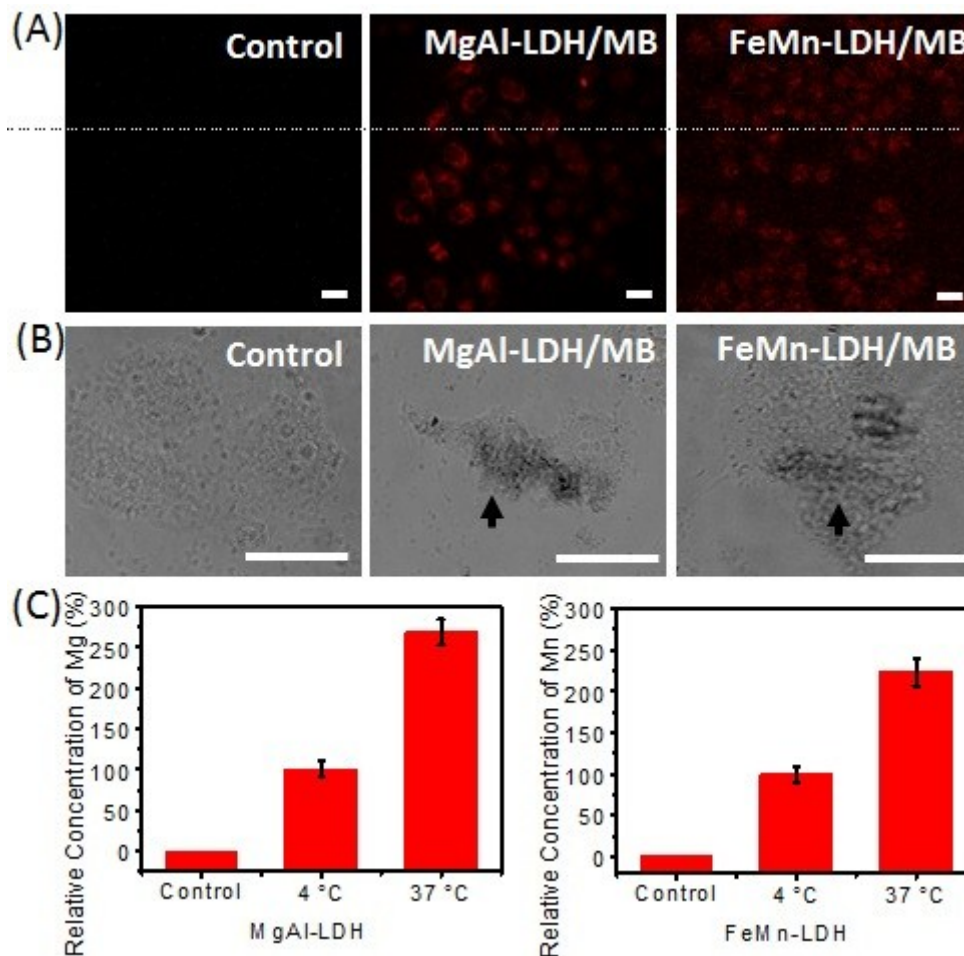 (A)
Control
MgAl-LDH/MB
FeMn-LDH/MB
(B)
Control
MgAl-LDH/MB
FeMn-LDH/MB
(C)
Relative Concentration of Mg (%)
300
250
200
150
100
50
0
Control 4 °C 37 °C
MgAl-LDH
Relative Concentration of Mn (%)
300
250
200
150
100
50
0
Control 4 °C 37 °C
FeMn-LDH